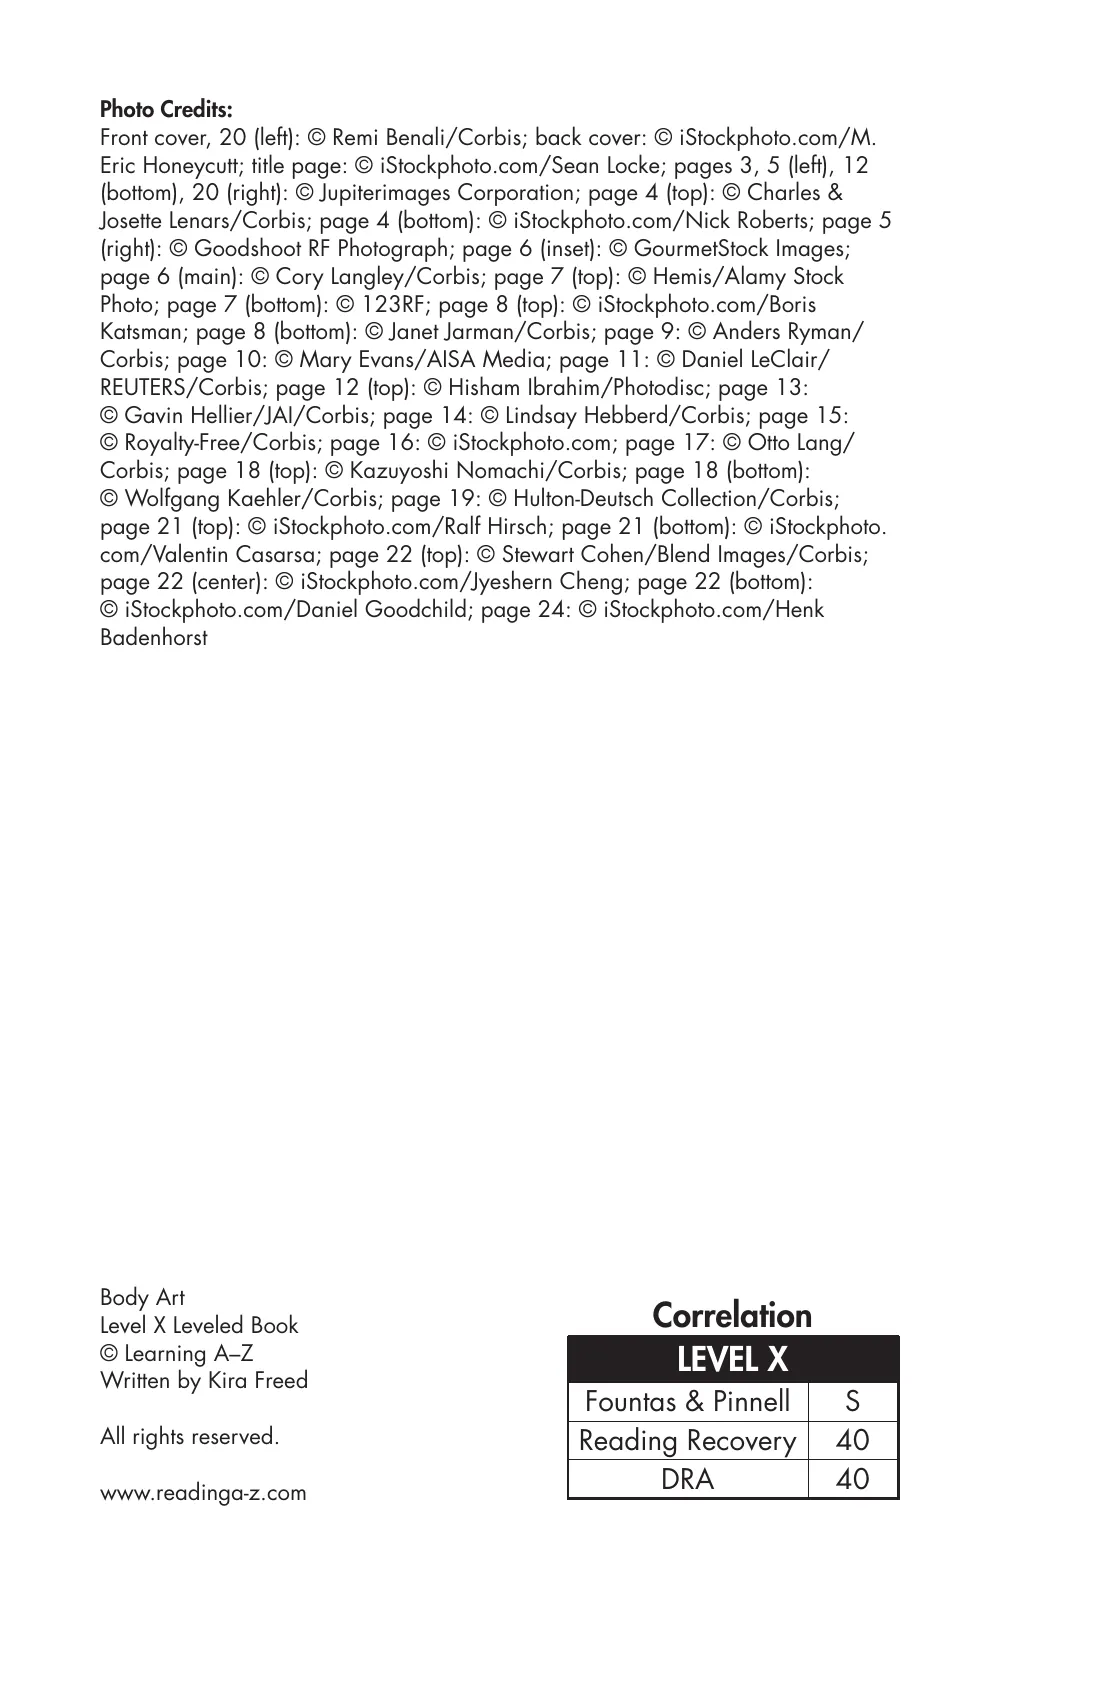 Photo Credits:
Front cover, 20 (left): © Remi Benali/Corbis; back cover: © iStockphoto.com/M.
Eric Honeycutt; title page: © iStockphoto.com/Sean Locke; pages 3, 5 (left), 12
(bottom), 20 (right): © Jupiterimages Corporation; page 4 (top): © Charles &
Josette Lenars/Corbis; page 4 (bottom): © iStockphoto.com/Nick Roberts; page 5
(right): © Goodshoot RF Photograph; page 6 (inset): © GourmetStock Images;
page 6 (main): © Cory Langley/Corbis; page 7 (top): © Hemis/Alamy Stock
Photo; page 7 (bottom): © 123RF; page 8 (top): © iStockphoto.com/Boris
Katsman; page 8 (bottom): © Janet Jarman/Corbis; page 9: © Anders Ryman/
Corbis; page 10: © Mary Evans/AISA Media; page 11: © Daniel LeClair/
REUTERS/Corbis; page 12 (top): © Hisham Ibrahim/Photodisc; page 13:
© Gavin Hellier/JAI/Corbis; page 14: © Lindsay Hebberd/Corbis; page 15:
© Royalty-Free/Corbis; page 16: © iStockphoto.com; page 17: © Otto Lang/
Corbis; page 18 (top): © Kazuyoshi Nomachi/Corbis; page 18 (bottom):
© Wolfgang Kaehler/Corbis; page 19: © Hulton-Deutsch Collection/Corbis;
page 21 (top): © iStockphoto.com/Ralf Hirsch; page 21 (bottom): © iStockphoto.
com/Valentin Casarsa; page 22 (top): © Stewart Cohen/Blend Images/Corbis;
page 22 (center): © iStockphoto.com/Jyeshern Cheng; page 22 (bottom):
© iStockphoto.com/Daniel Goodchild; page 24: © iStockphoto.com/Henk
Badenhorst
Body Art
Level X Leveled Book
© Learning A–Z
Written by Kira Freed
All rights reserved.
www.readinga-z.com
Correlation
LEVEL X
Fountas & Pinnell S
Reading Recovery 40
DRA 40